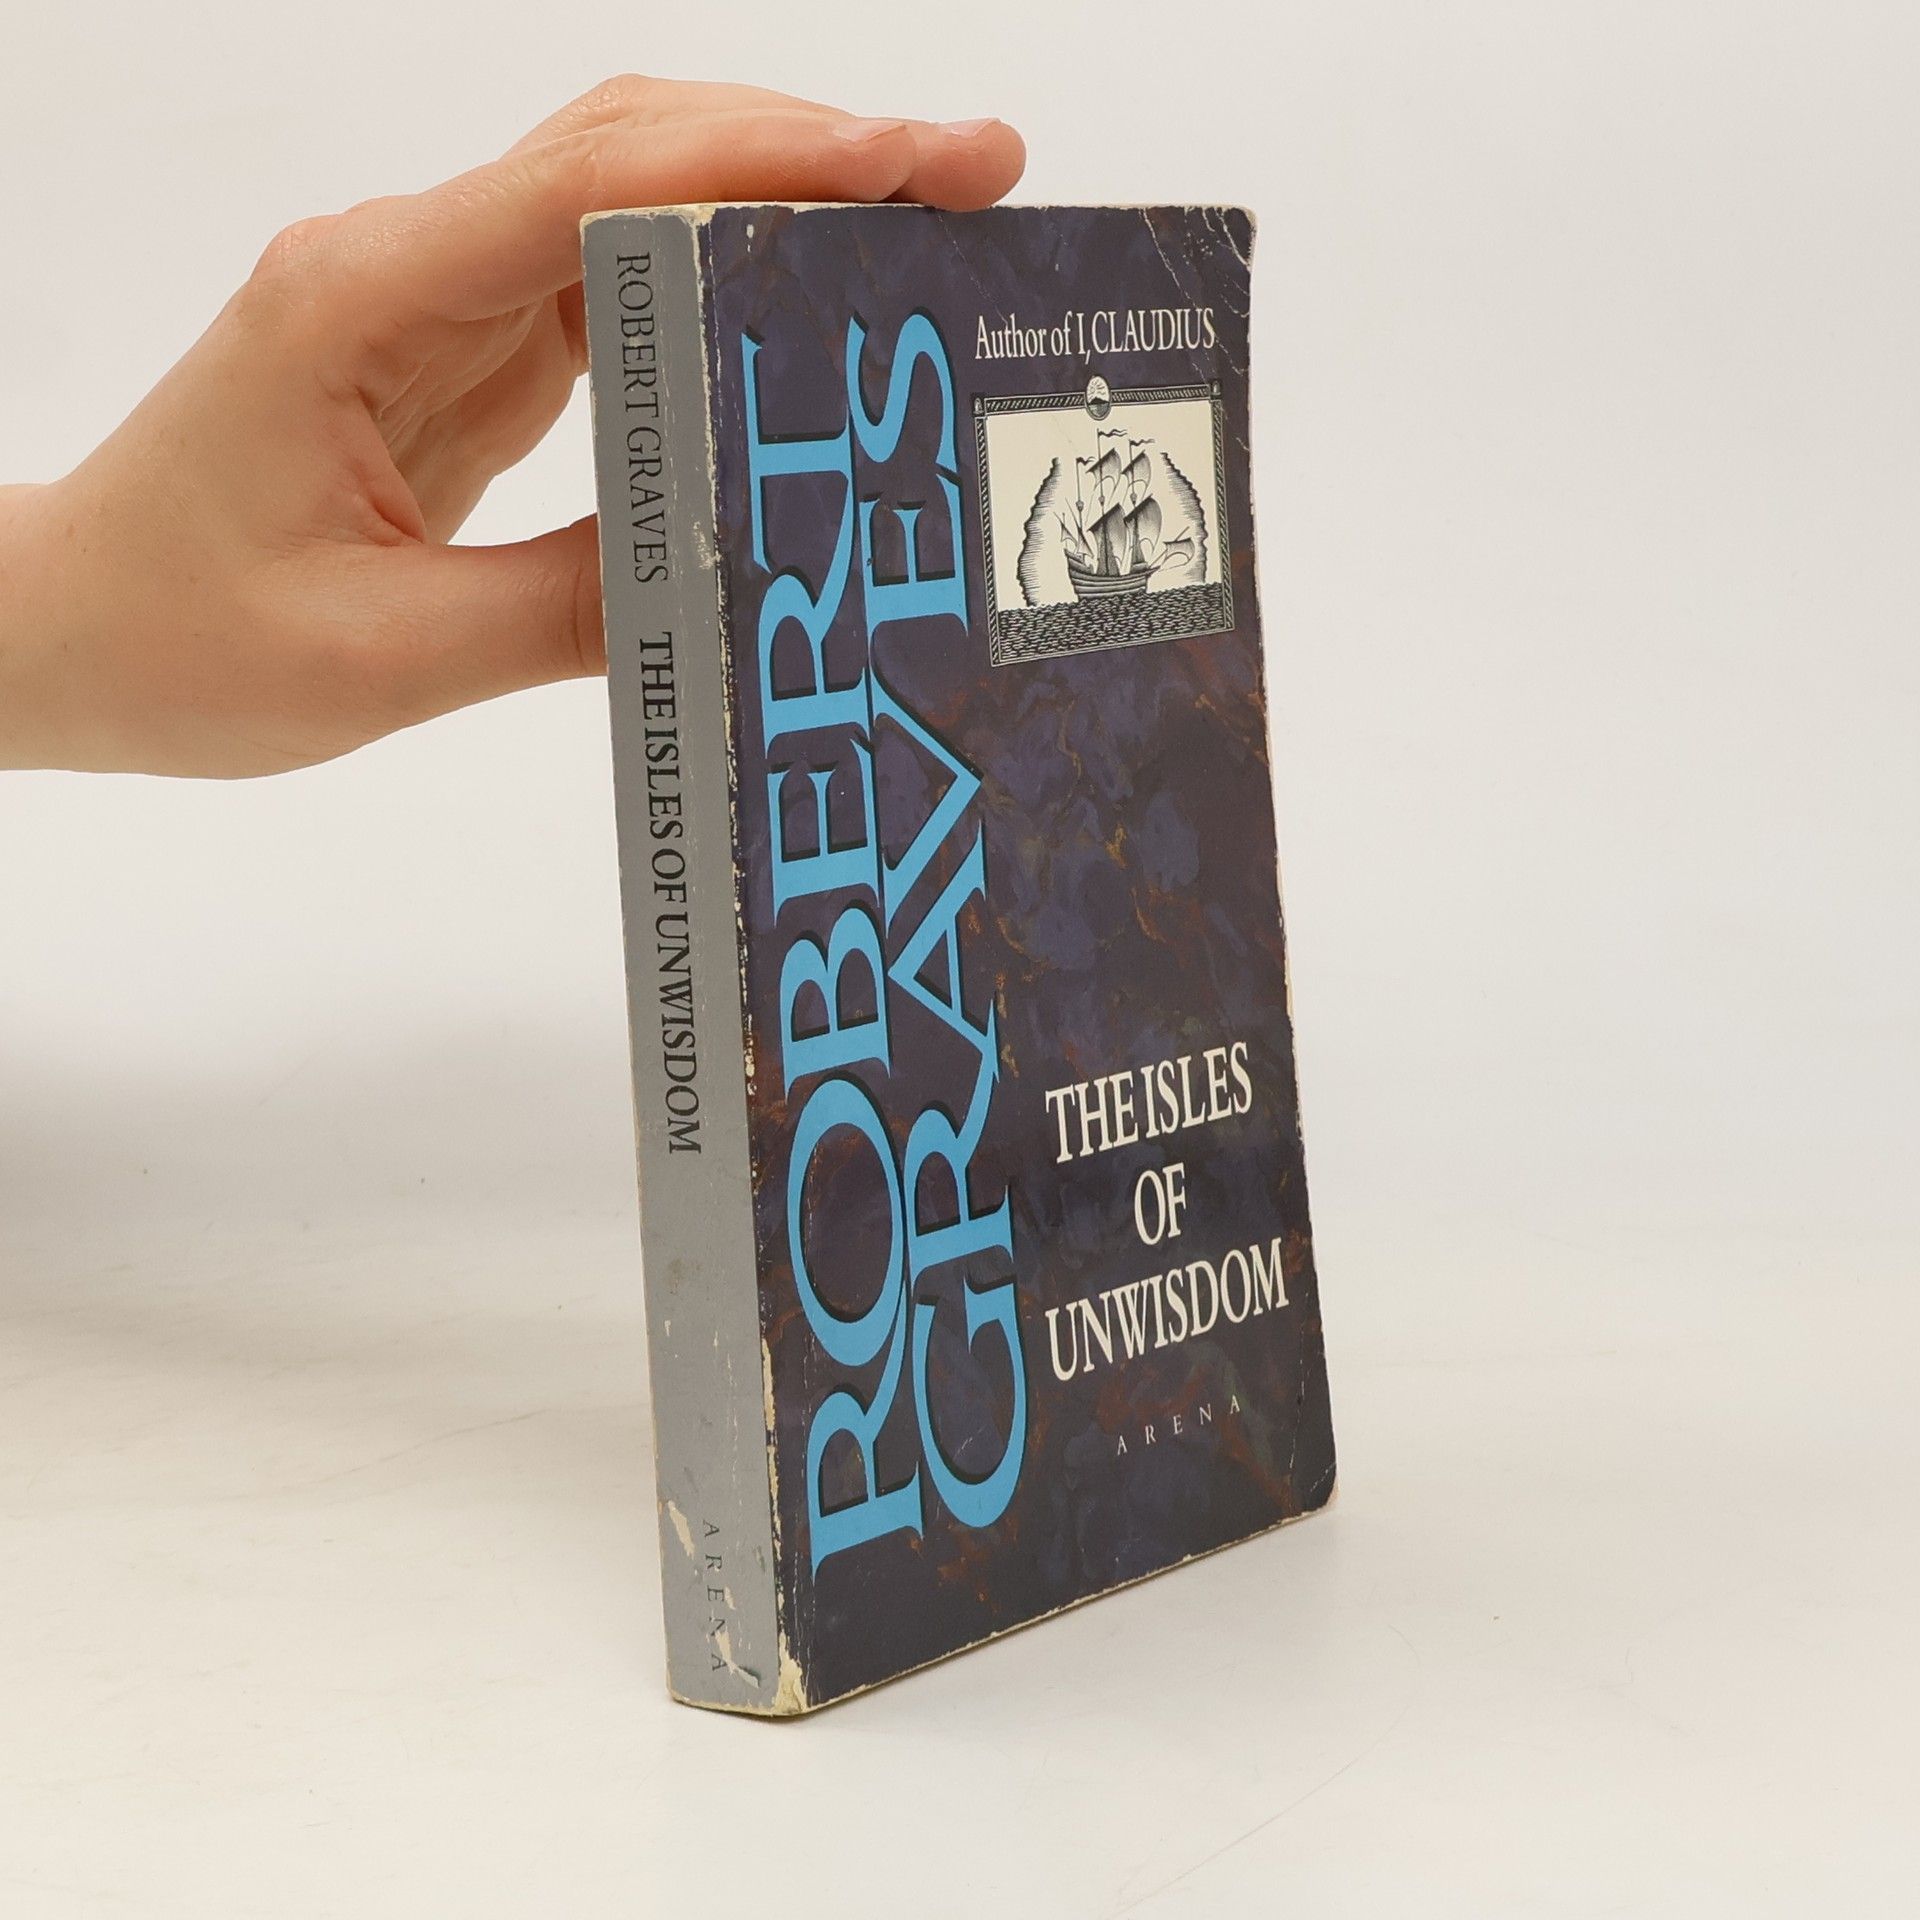 ROBERT GRAVES THE ISLES OF UNWISDOM ARENA
ROBERT
GRAVES
Author of I, CLAUDIUS
THE ISLES
OF
UNWISDOM
ARENA